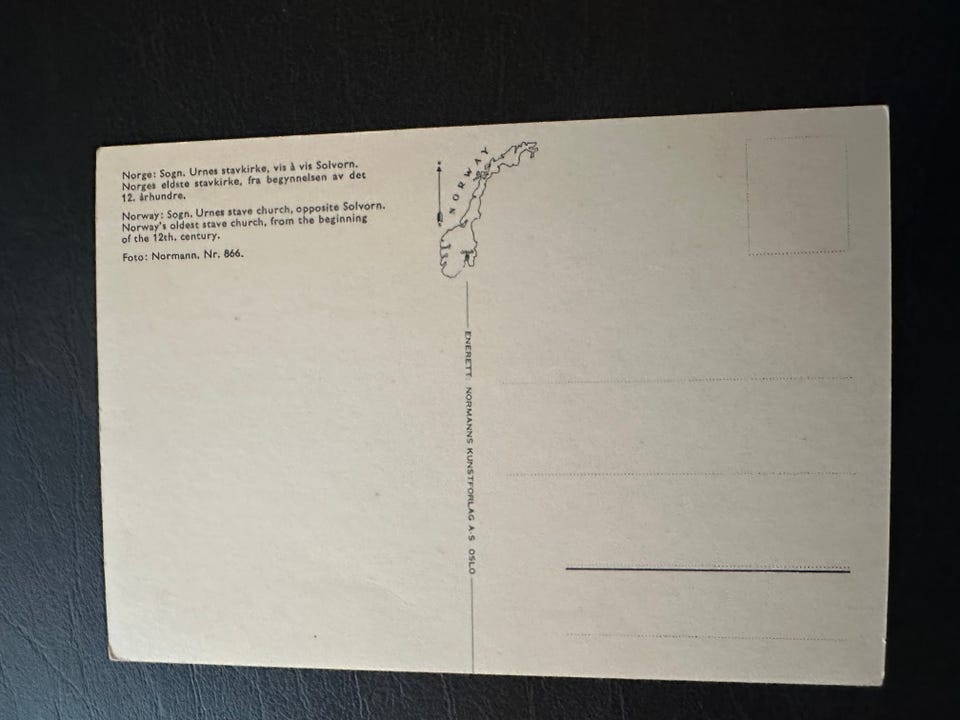 Norge: Sogn. Urnes stavkirke, vis à vis Solvorn.
Norges eldste stavkirke, fra begynnelsen av det
12. århundre.
Norway: Sogn. Urnes stave church, opposite Solvorn.
Norway's oldest stave church, from the beginning
of the 12th. century.
Foto: Normann. Nr. 866.
NORWAY
ENERETT: NORMANNS KUNSTFORLAG A-S OSLO